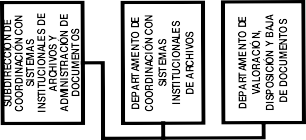 SUBDIRECCIÓN DE
COORDINACIÓN CON
SISTEMAS
INSTITUCIONALES DE
ARCHIVOS Y
ADMINISTRACIÓN DE
DOCUMENTOS
DEPARTAMENTO DE
COORDINACIÓN CON
SISTEMAS
INSTITUCIONALES
DE ARCHIVOS
DEPARTAMENTO DE
VALORACIÓN,
DISPOSICIÓN Y BAJA
DE DOCUMENTOS